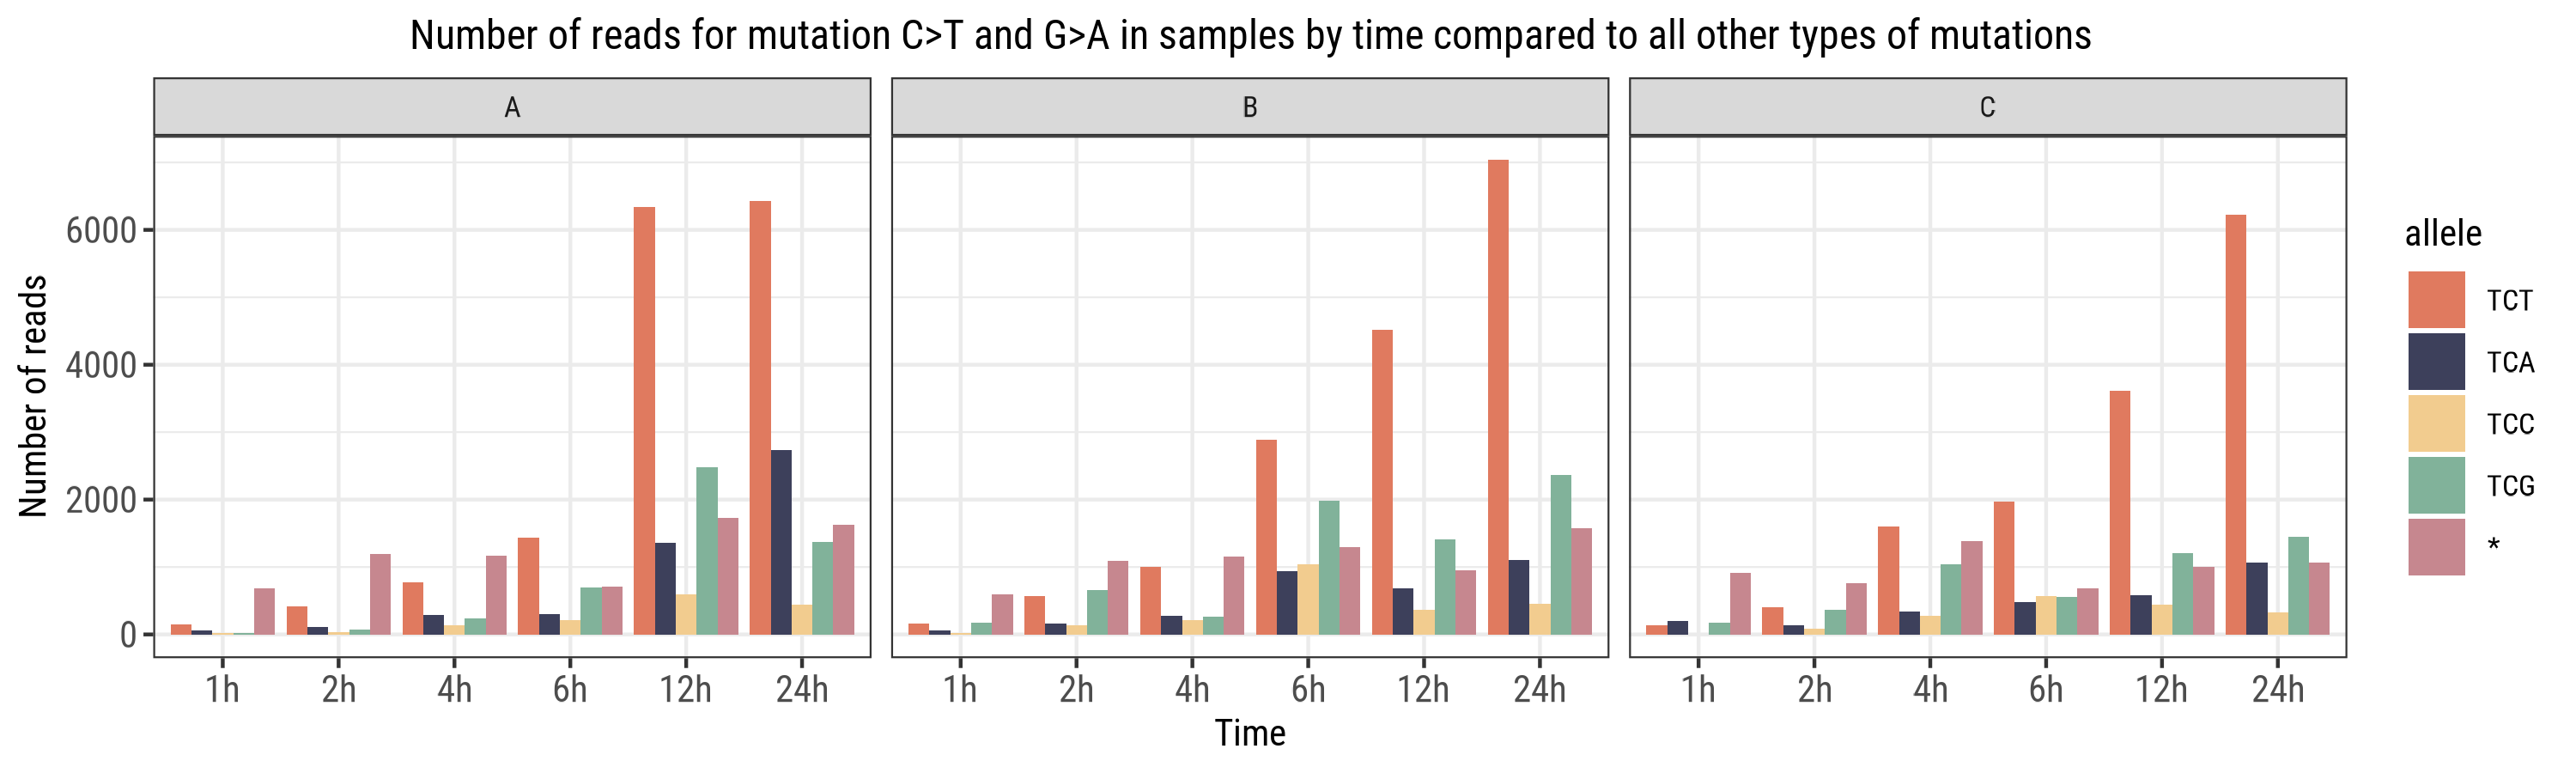 Number of reads for mutation C>T and G>A in samples by time compared to all other types of mutations
A
B
C
Number of reads
6000
4000
2000
0
1h 2h 4h 6h 12h 24h
1h 2h 4h 6h 12h 24h
1h 2h 4h 6h 12h 24h
Time
allele
TCT
TCA
TCC
TCG
*